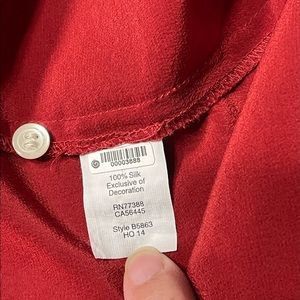 00003688
100% Silk
Exclusive of
Decoration
RN77388
CA56445
Style B5863
HO 14